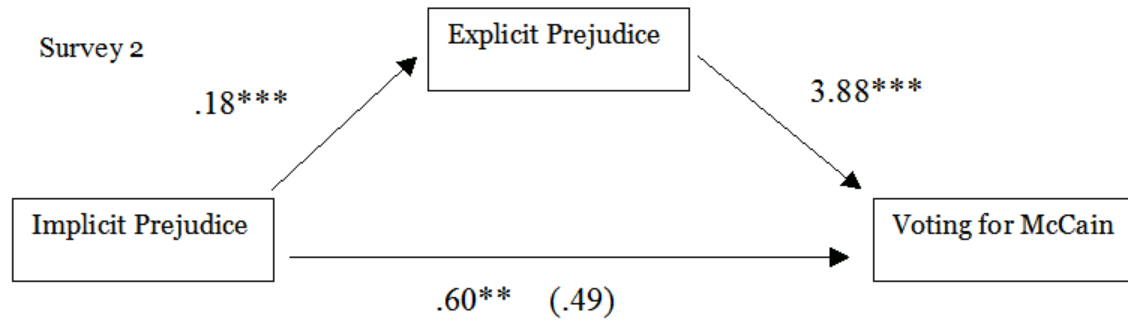 Survey 2
Explicit Prejudice
.18***
3.88***
Implicit Prejudice
Voting for McCain
.60** (.49)